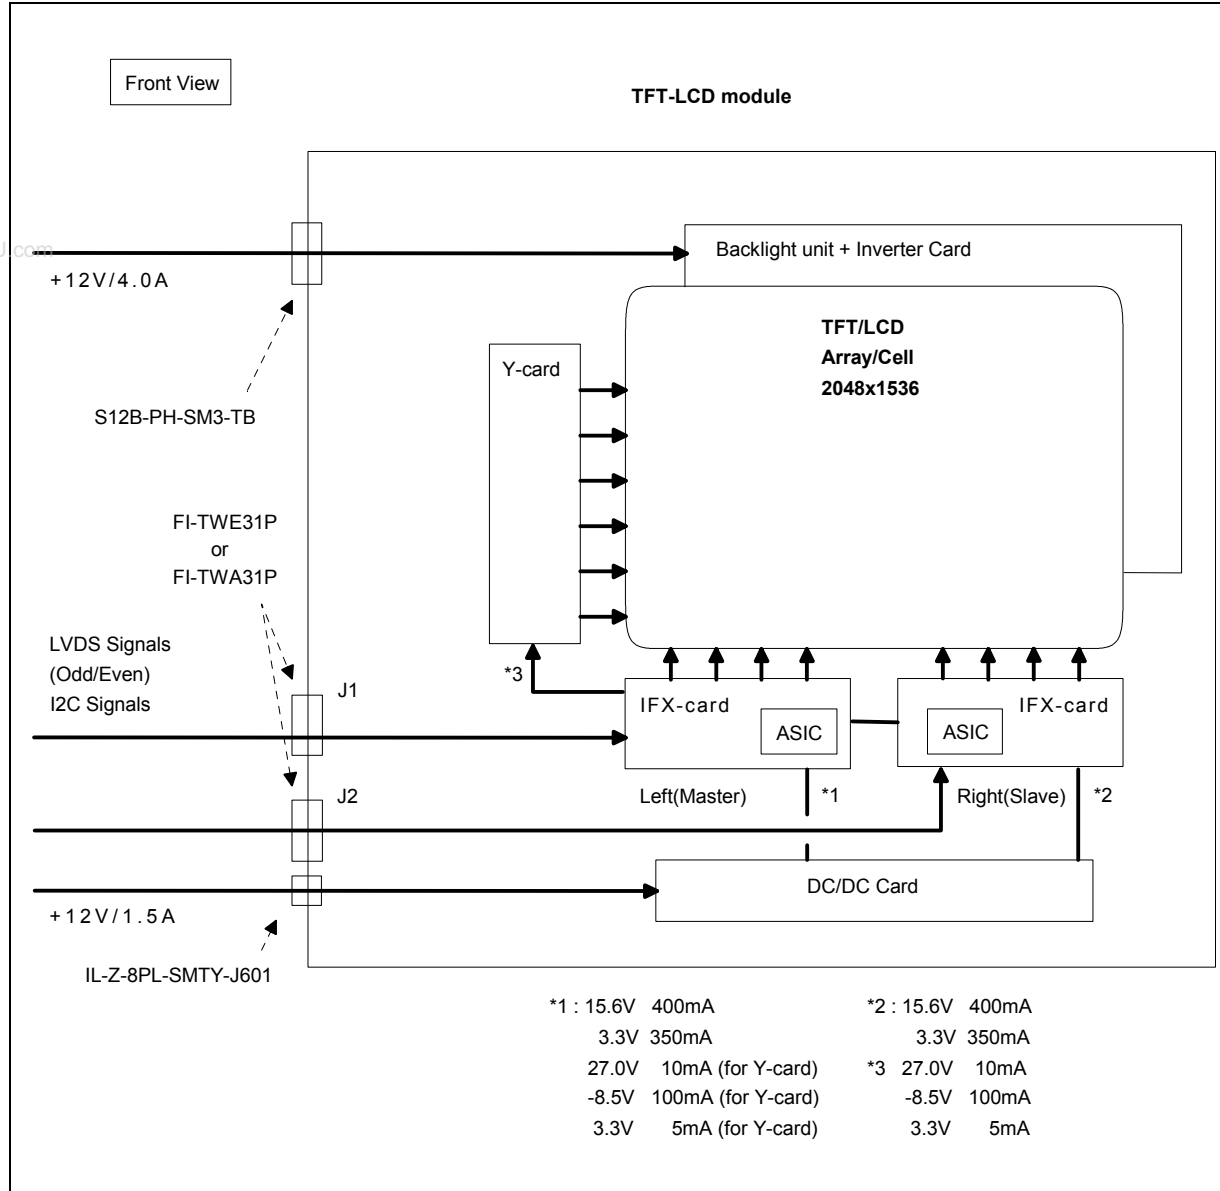 Front View
TFT-LCD module
J.com
+12V/4.0A
Backlight unit + Inverter Card
TFT/LCD
Array/Cell
2048x1536
Y-card
S12B-PH-SM3-TB
FI-TWE31P
or
FI-TWA31P
LVDS Signals
(Odd/Even)
I2C Signals
J1
*3
IFX-card
ASIC
IFX-card
ASIC
J2
Left(Master)
*1
Right(Slave)
*2
DC/DC Card
+12V/1.5A
IL-Z-8PL-SMTY-J601
*1 : 15.6V 400mA
3.3V 350mA
27.0V 10mA (for Y-card)
-8.5V 100mA (for Y-card)
3.3V 5mA (for Y-card)
*2 : 15.6V 400mA
3.3V 350mA
*3 27.0V 10mA
-8.5V 100mA
3.3V 5mA